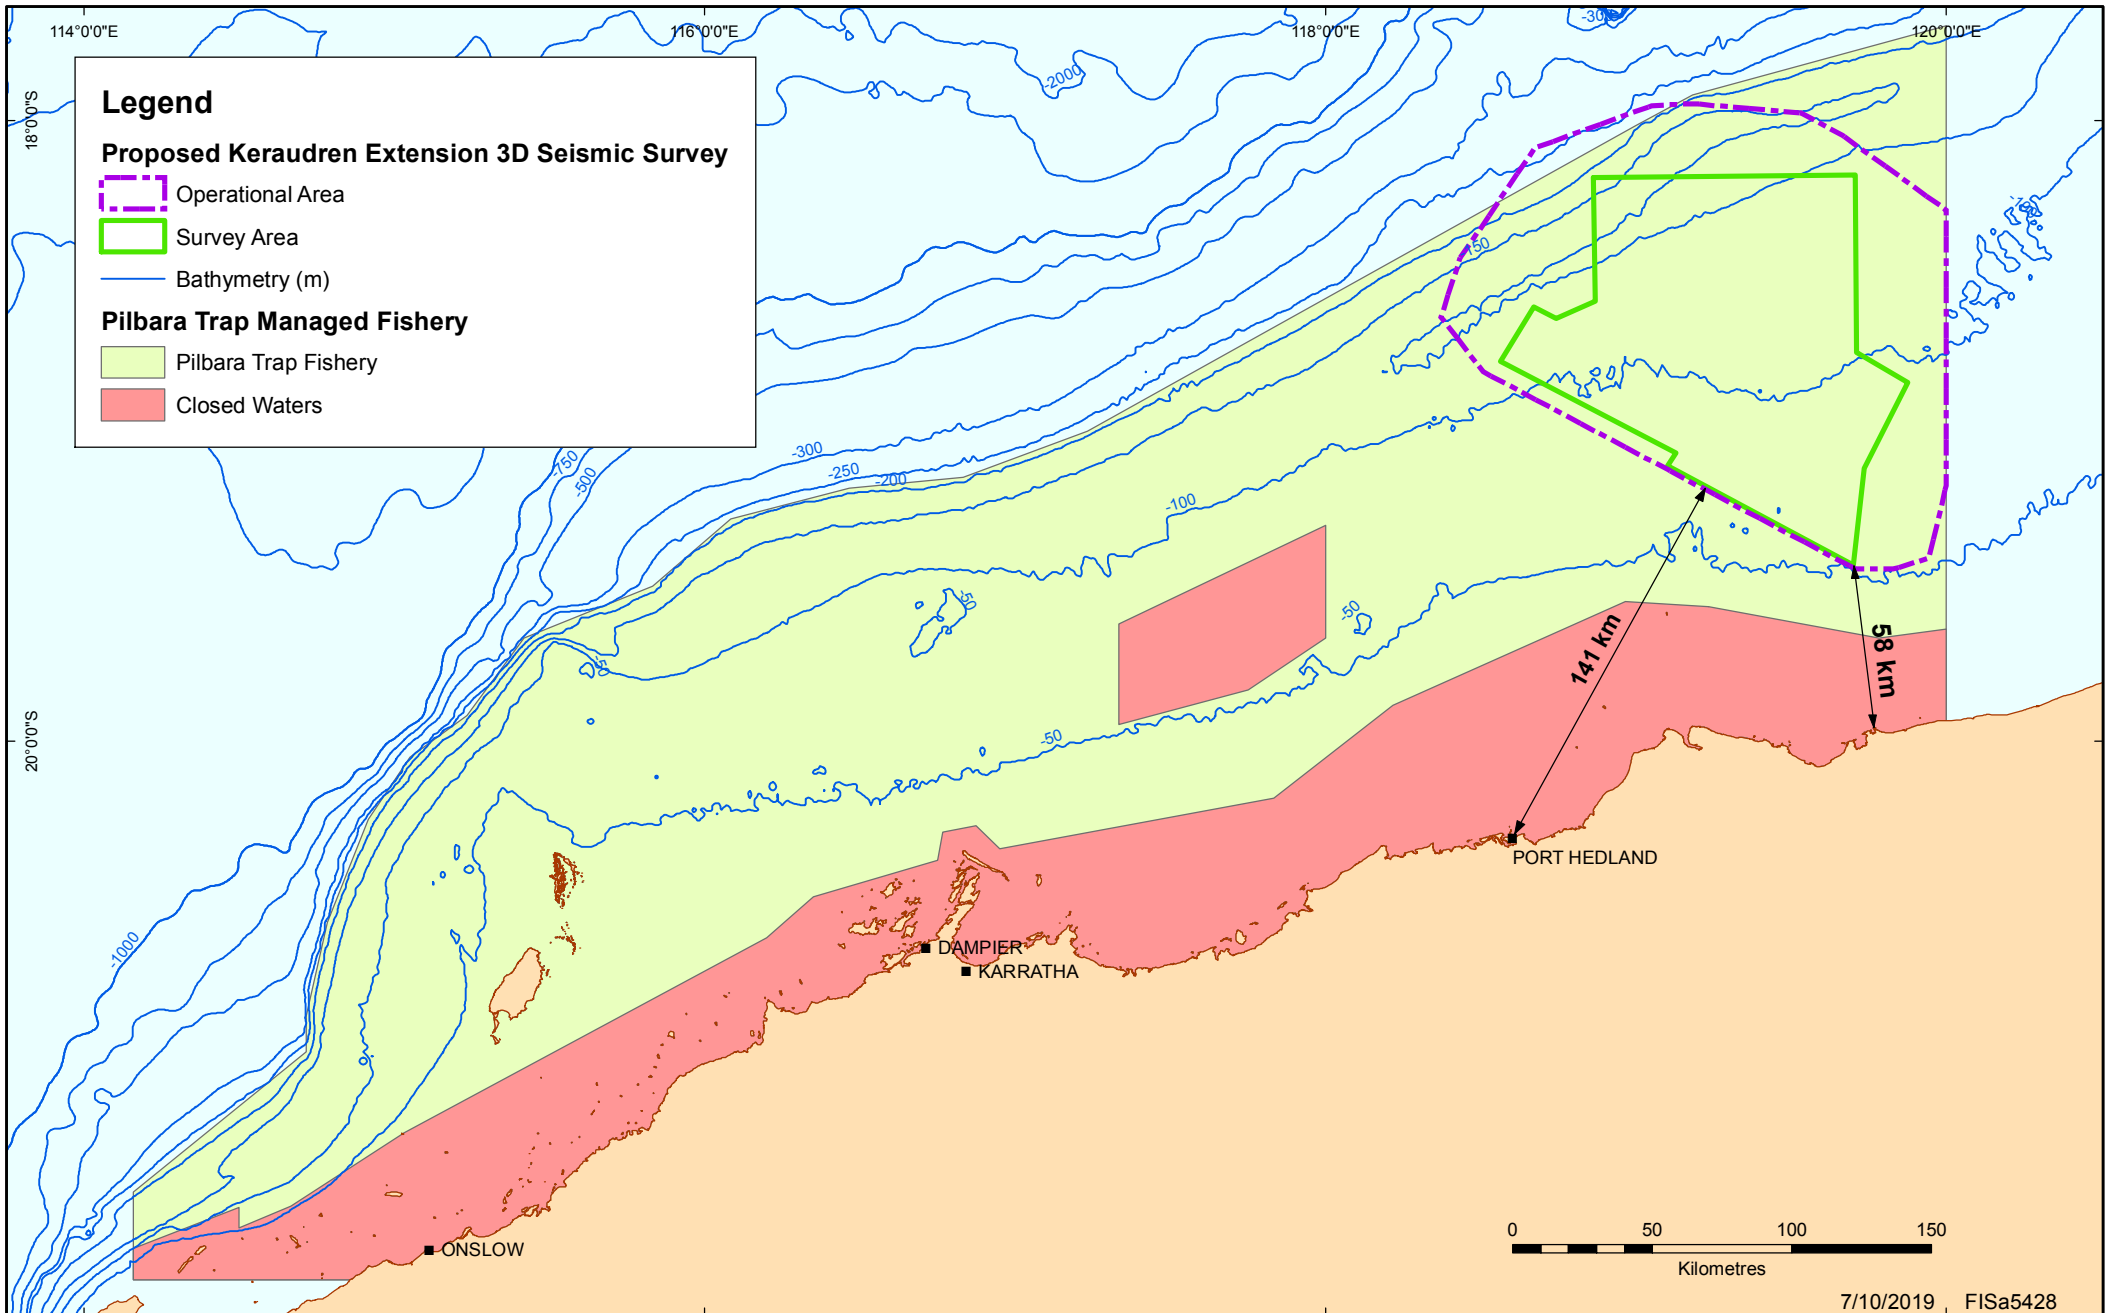 114°0'0"E
116°0'0"E
118°0'0"E
120°0'0"E
18°0'0"S
20°0'0"S
Legend
Proposed Keraudren Extension 3D Seismic Survey
Operational Area
Survey Area
Bathymetry (m)
Pilbara Trap Managed Fishery
Pilbara Trap Fishery
Closed Waters
-2000
-750
-500
-300
-250
-200
-100
-50
-50
-50
-50
-1000
141 km
58 km
PORT HEDLAND
DAMPIER
KARRATHA
ONSLOW
0 50 100 150
Kilometres
7/10/2019 FISa5428